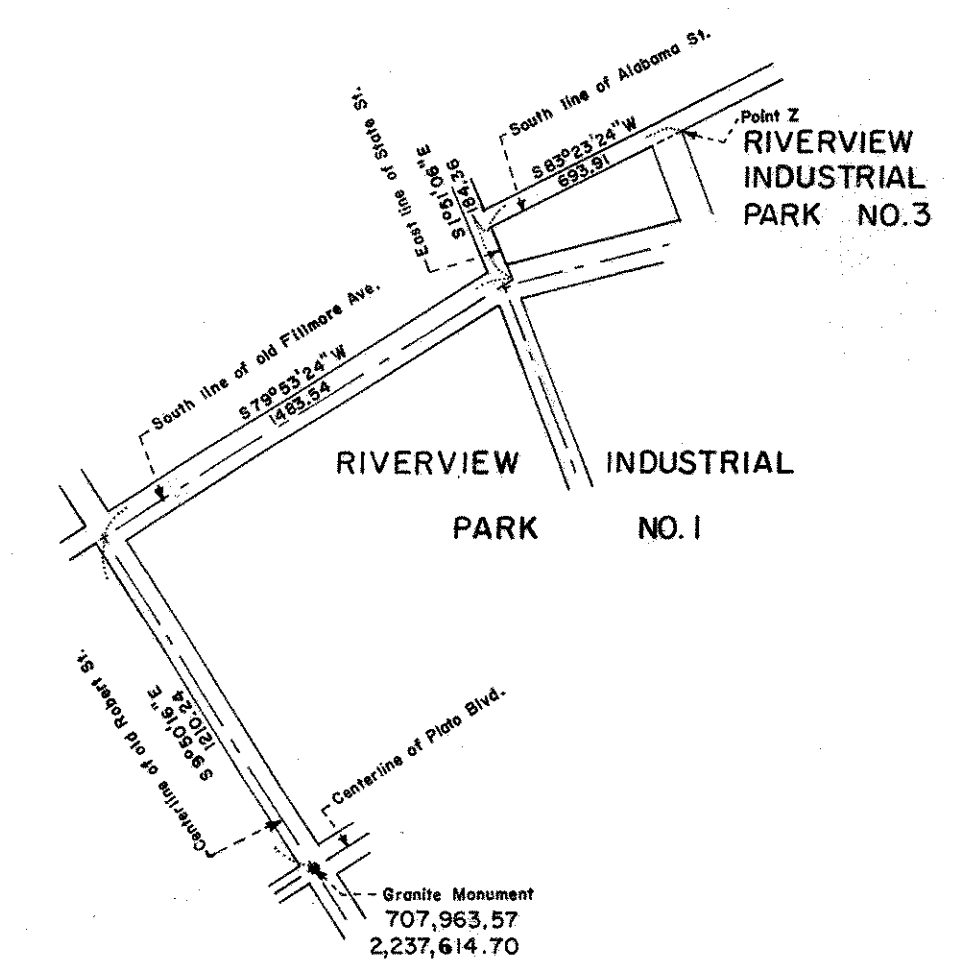 South line of Alabama St.
Point Z
S 83° 23' 24" W
693.91
RIVERVIEW
INDUSTRIAL
PARK NO.3
East line of State St.
S 1° 51' 06" E
184.36
South line of old Fillmore Ave.
S 79° 53' 24" W
1483.54
RIVERVIEW INDUSTRIAL
PARK NO. 1
Centerline of old Robert St.
S 9° 50' 16" E
1210.24
Centerline of Plato Blvd.
Granite Monument
707,963.57
2,237,614.70